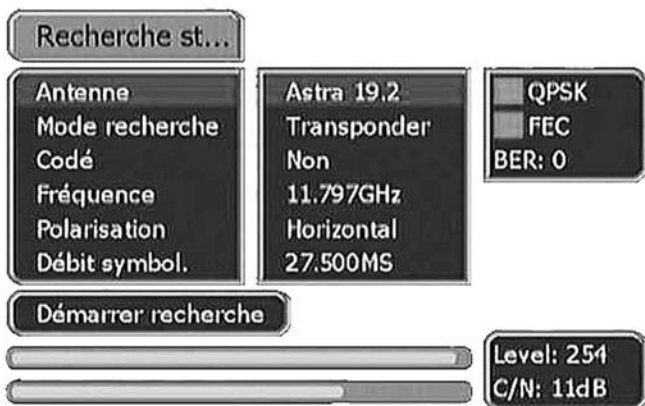 Recherche st...
Antenne Astra 19.2
Mode recherche Transponder
Codé Non
Fréquence 11.797GHz
Polarisation Horizontal
Débit symbol. 27.500MS
QPSK
FEC
BER: 0
Démarrer recherche
Level: 254
C/N: 11dB